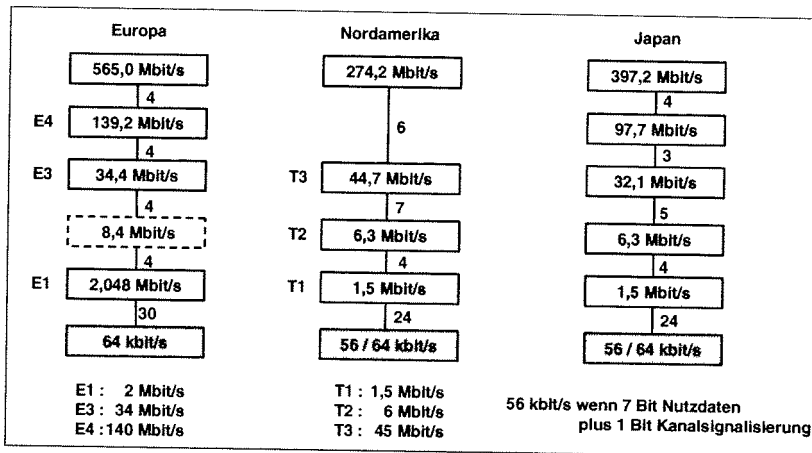 Europa
565,0 Mbit/s
4
E4 139,2 Mbit/s
4
E3 34,4 Mbit/s
4
8,4 Mbit/s
4
E1 2,048 Mbit/s
30
64 kbit/s
E1 : 2 Mbit/s
E3 : 34 Mbit/s
E4 : 140 Mbit/s
Nordamerika
274,2 Mbit/s
6
T3 44,7 Mbit/s
7
T2 6,3 Mbit/s
4
T1 1,5 Mbit/s
24
56 / 64 kbit/s
T1 : 1,5 Mbit/s
T2 : 6 Mbit/s
T3 : 45 Mbit/s
Japan
397,2 Mbit/s
4
97,7 Mbit/s
3
32,1 Mbit/s
5
6,3 Mbit/s
4
1,5 Mbit/s
24
56 / 64 kbit/s
56 kbit/s wenn 7 Bit Nutzdaten
plus 1 Bit Kanalsignalisierung